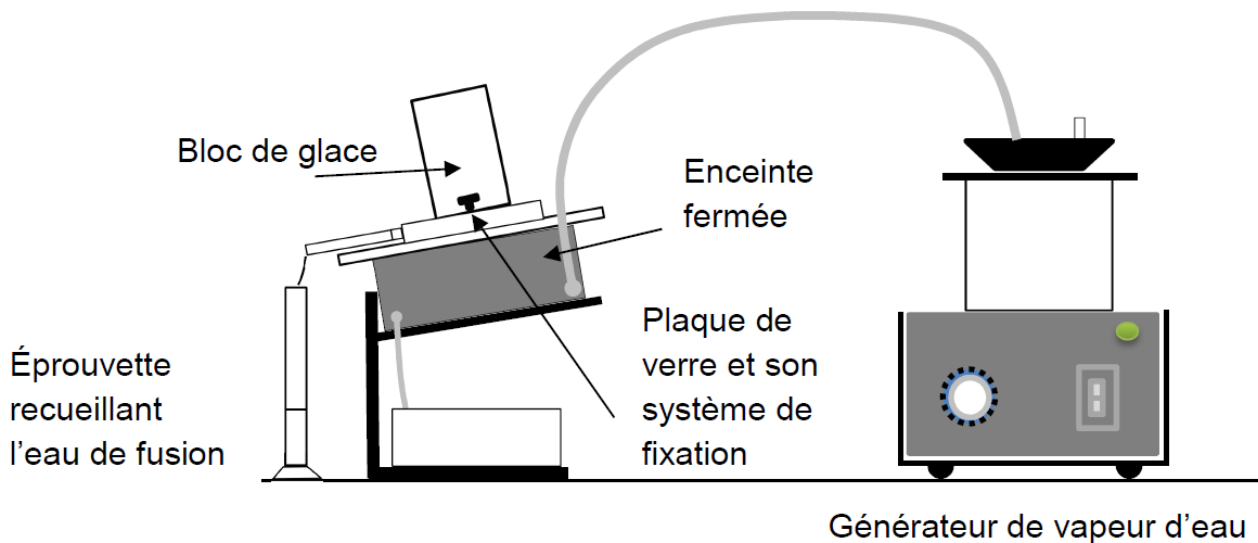 Bloc de glace
Enceinte
fermée
Plaque de
verre et son
système de
fixation
Éprouvette
recueillant
l’eau de fusion
Générateur de vapeur d’eau